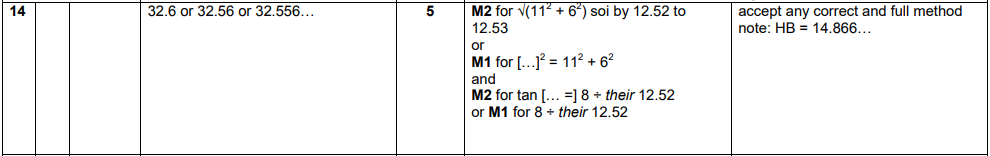 14 32.6 or 32.56 or 32.556… 5 M2 for √(11² + 6²) soi by 12.52 to accept any correct and full method
12.53 note: HB = 14.866…
or
M1 for […]² = 11² + 6²
and
M2 for tan [… =] 8 ÷ their 12.52
or M1 for 8 ÷ their 12.52